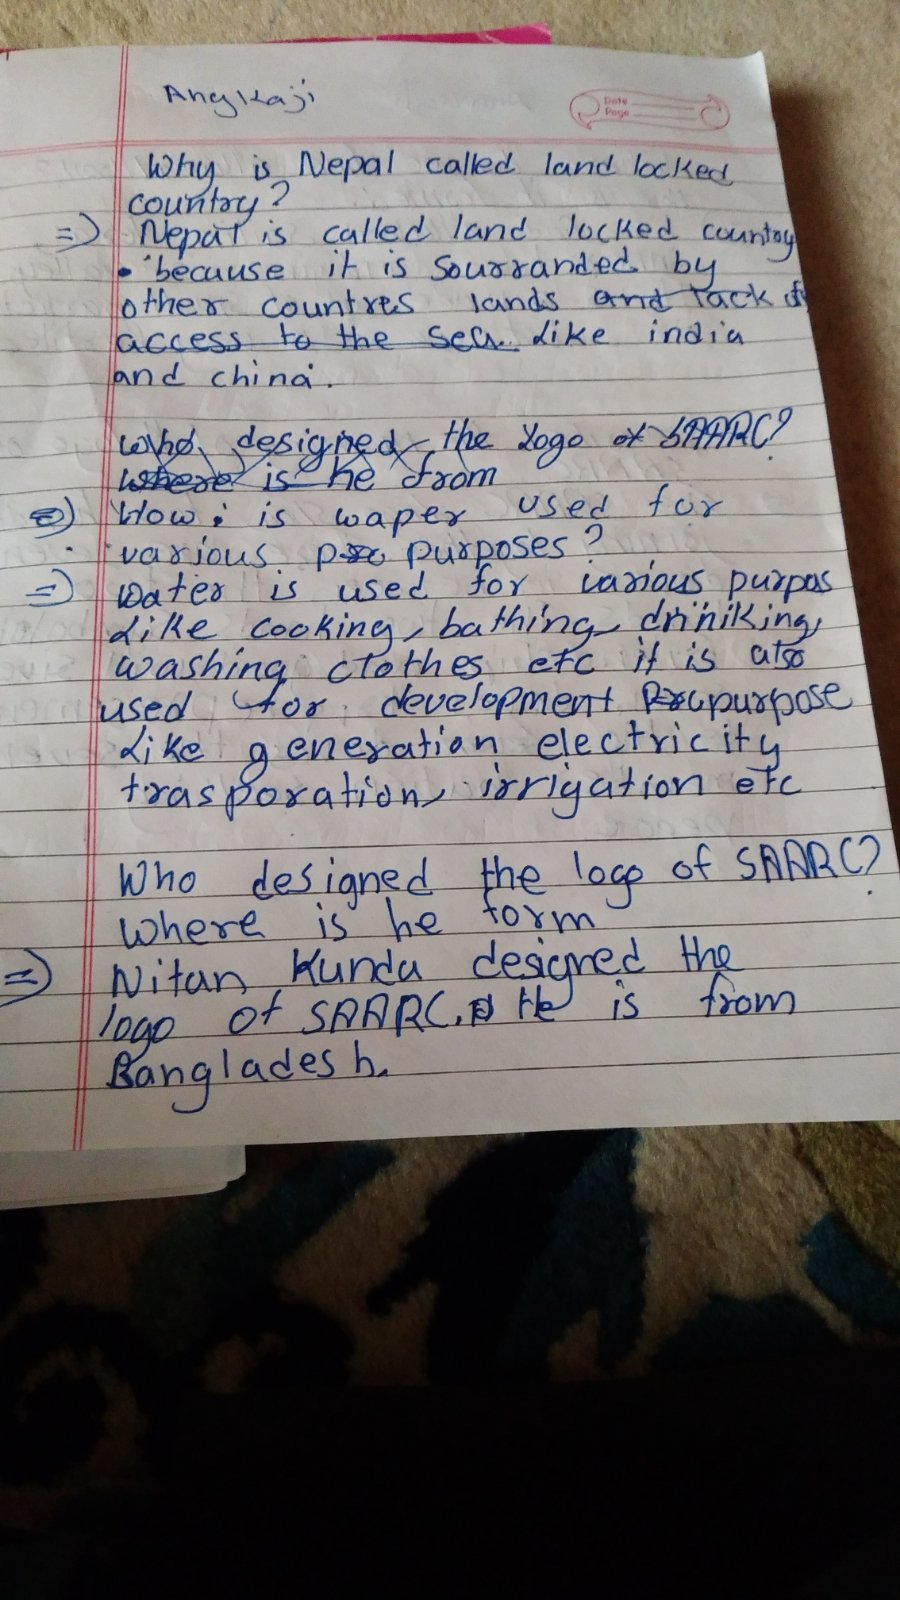 Angkaji
Date
Page
Why is Nepal called land locked
country?
=) Nepal is called land locked country
because it is sourranded by
other countres lands and lack of
access to the sea. Like india
and china.
Who designed the logo of SAARC?
where is he from
=) How is waper used for
various pro purposes?
=) water is used for various purpas
Like cooking, bathing, driniking,
washing clothes etc it is also
used for development purpose
Like generation electricity
trasporation, irrigation etc
Who designed the logo of SAARC?
where is he form
=) Nitan Kundu designed the
logo of SAARC. He is from
Bangladesh.